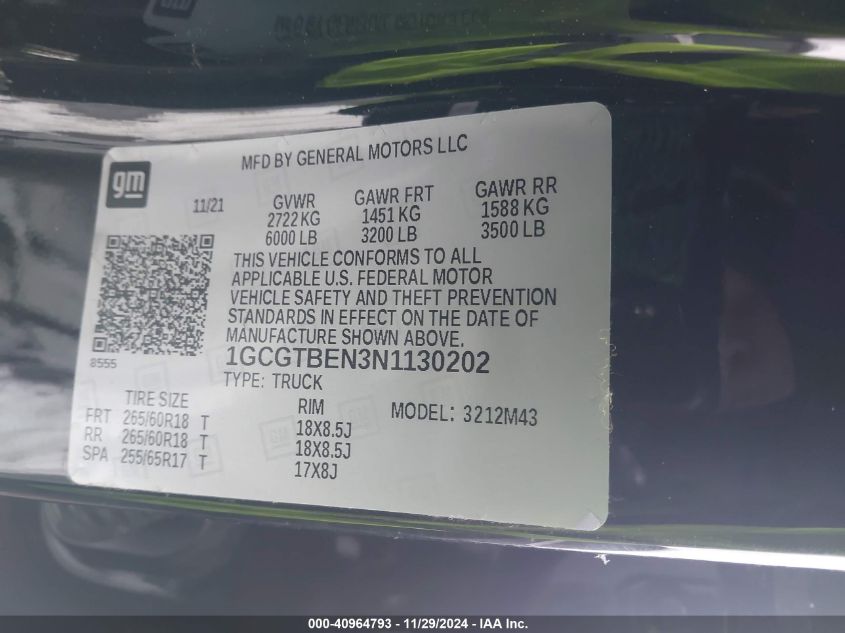 MFD BY GENERAL MOTORS LLC
gm
11/21
GVWR GAWR FRT GAWR RR
2722 KG 1451 KG 1588 KG
6000 LB 3200 LB 3500 LB
THIS VEHICLE CONFORMS TO ALL
APPLICABLE U.S. FEDERAL MOTOR
VEHICLE SAFETY AND THEFT PREVENTION
STANDARDS IN EFFECT ON THE DATE OF
MANUFACTURE SHOWN ABOVE.
8555
1GCGTBEN3N1130202
TYPE: TRUCK
TIRE SIZE RIM MODEL: 3212M43
FRT 265/60R18 T 18X8.5J
RR 265/60R18 T 18X8.5J
SPA 255/65R17 T 17X8J
000-40964793 - 11/29/2024 - IAA Inc.